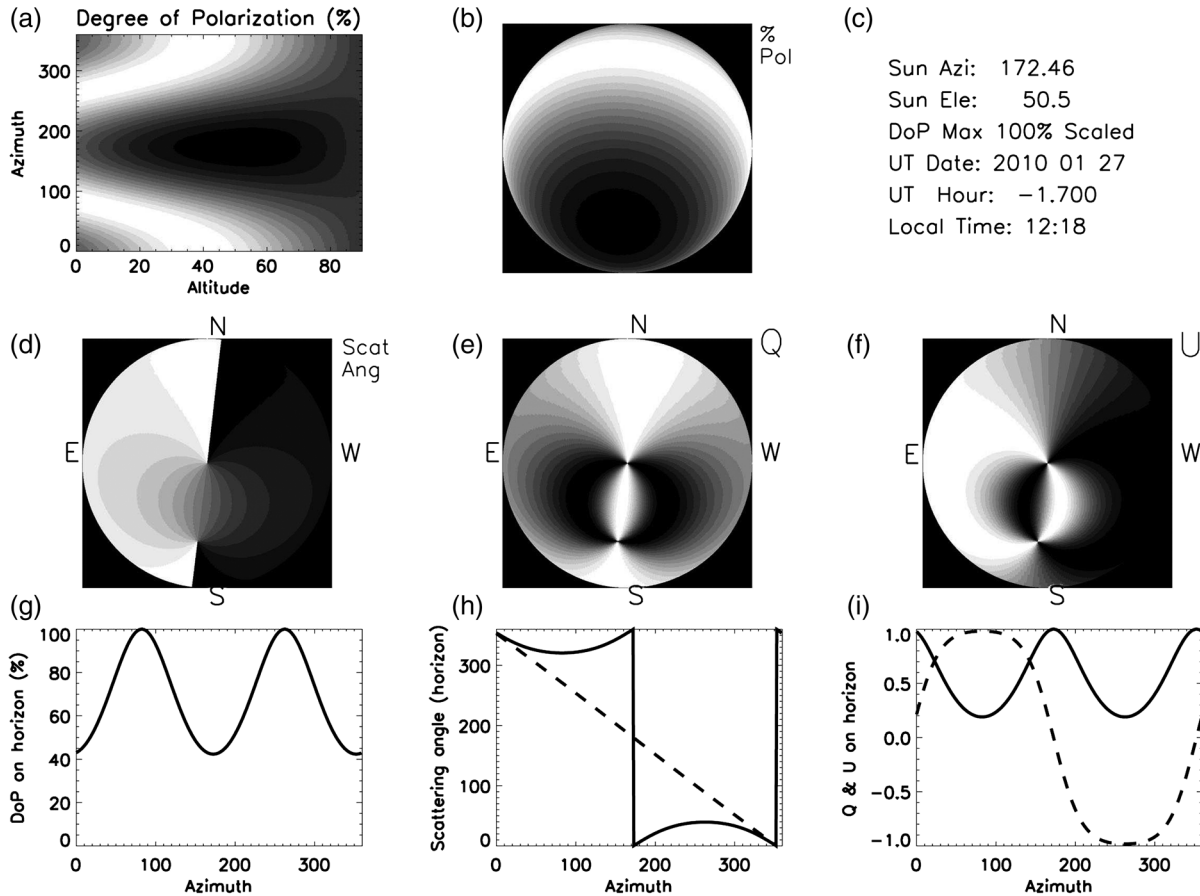 (a) Degree of Polarization (%)
300
200
100
0
Azimuth
0 20 40 60 80
Altitude
(b)
%
Pol
(c)
Sun Azi: 172.46
Sun Ele: 50.5
DoP Max 100% Scaled
UT Date: 2010 01 27
UT Hour: −1.700
Local Time: 12:18
(d)
N
Scat
Ang
E
W
S
(e)
N
Q
E
W
S
(f)
N
U
E
W
S
(g)
100
80
60
40
20
0
DoP on horizon (%)
0 100 200 300
Azimuth
(h)
300
200
100
0
Scattering angle (horizon)
0 100 200 300
Azimuth
(i)
1.0
0.5
0.0
−0.5
−1.0
Q & U on horizon
0 100 200 300
Azimuth